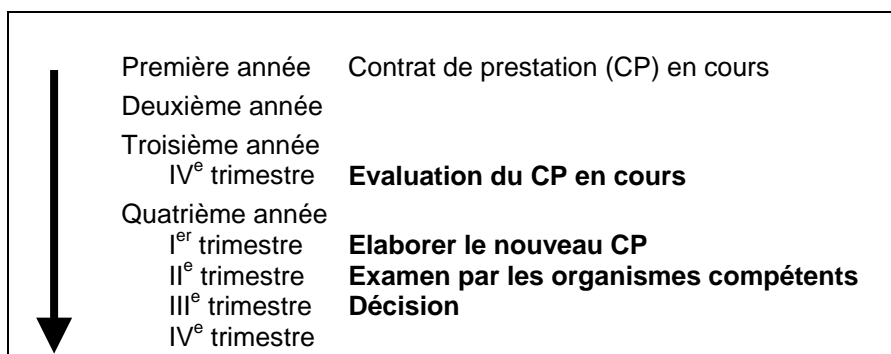 Première année Contrat de prestation (CP) en cours
Deuxième année
Troisième année
IVe trimestre Evaluation du CP en cours
Quatrième année
Ier trimestre Elaborer le nouveau CP
IIe trimestre Examen par les organismes compétents
IIIe trimestre Décision
IVe trimestre